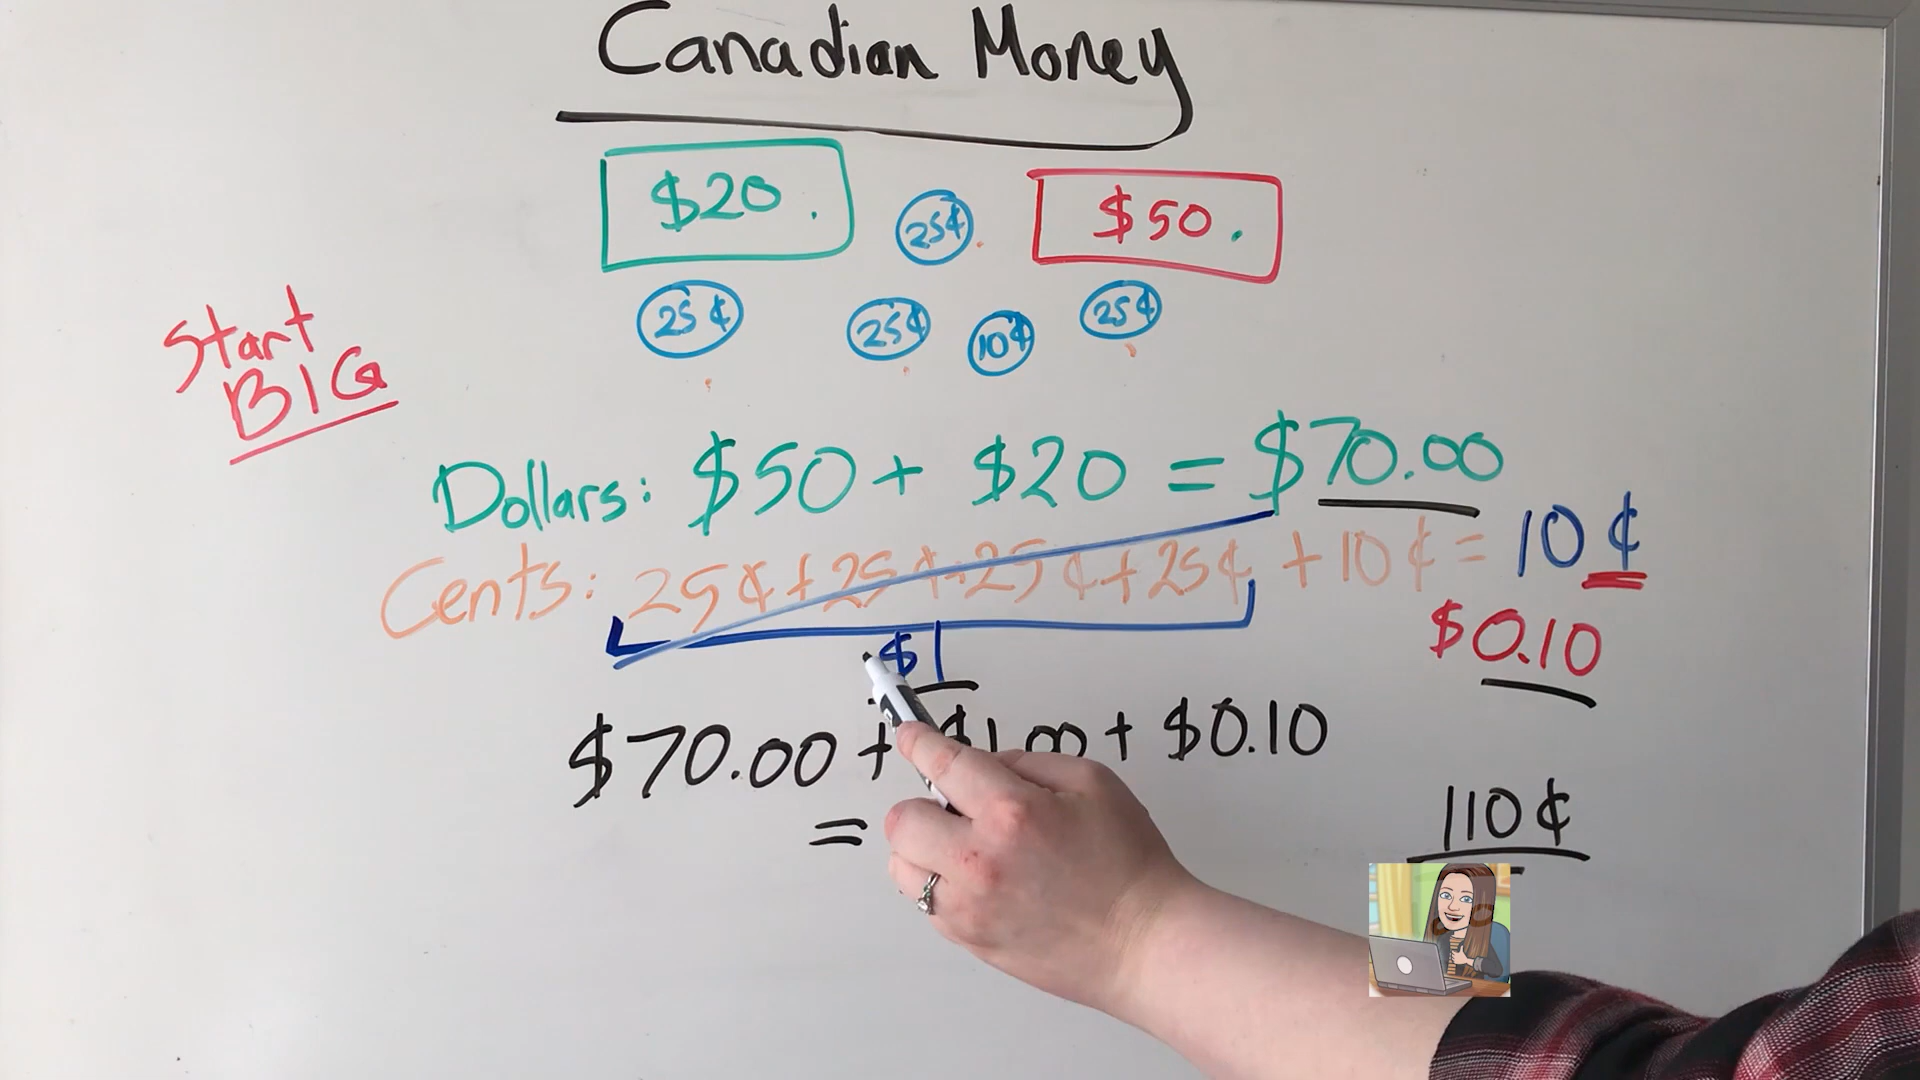 Canadian Money
$20. 25¢ $50.
25¢ 25¢ 10¢ 25¢
Start
BIG
Dollars: $50 + $20 = $70.00
Cents: 25¢ + 25¢ + 25¢ + 25¢ + 10¢ = 10¢
$0.10
$1
$70.00 + $1.00 + $0.10
=
110¢